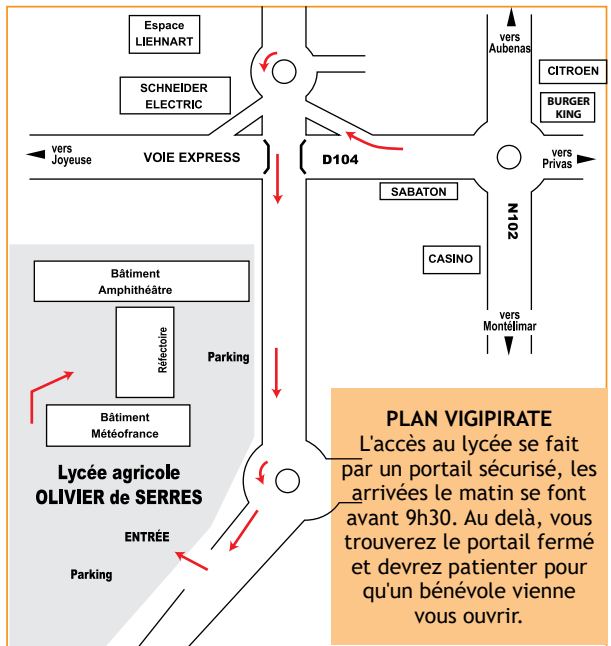 Espace
LIEHNART
SCHNEIDER
ELECTRIC
vers
Aubenas
CITROEN
BURGER
KING
vers
Joyeuse
VOIE EXPRESS
D104
vers
Privas
SABATON
N102
CASINO
vers
Montélimar
Bâtiment
Amphithéâtre
Réfectoire
Parking
Bâtiment
Météofrance
Lycée agricole
OLIVIER de SERRES
ENTRÉE
Parking
PLAN VIGIPIRATE
L'accès au lycée se fait
par un portail sécurisé, les
arrivées le matin se font
avant 9h30. Au delà, vous
trouverez le portail fermé
et devrez patienter pour
qu'un bénévole vienne
vous ouvrir.